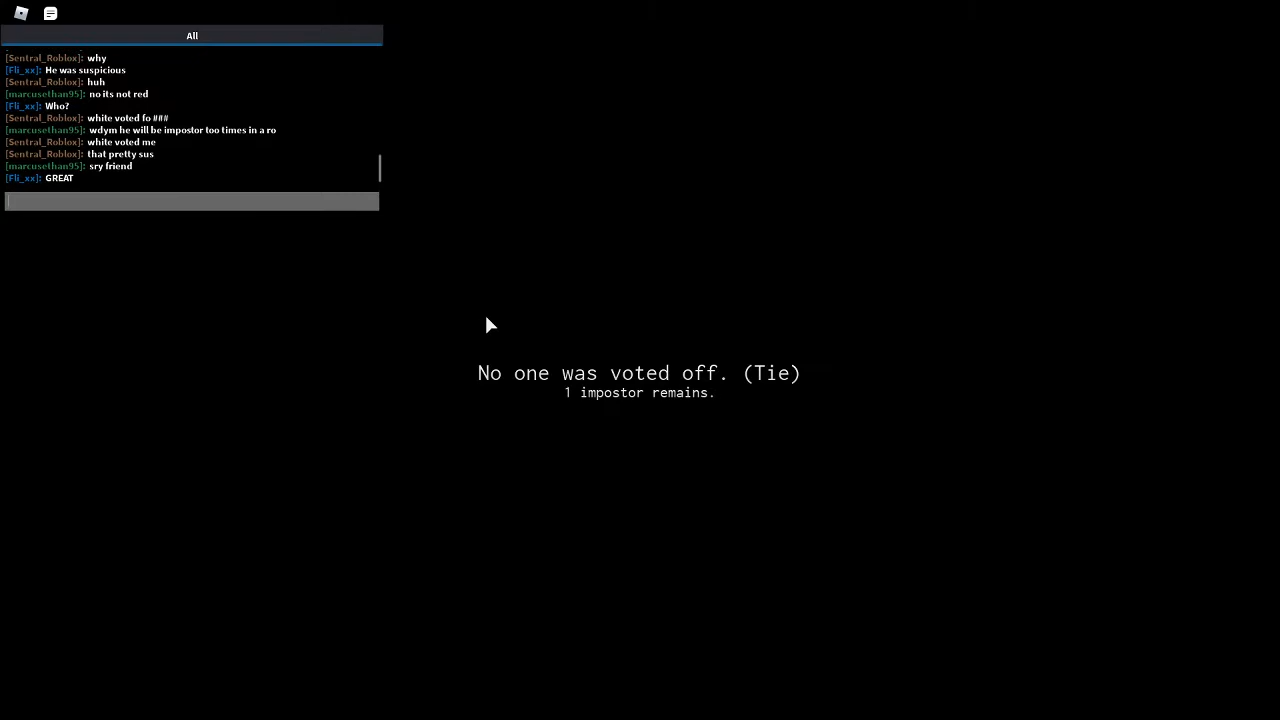 All
[Sentral_Roblox]: why
[Fli_xx]: He was suspicious
[Sentral_Roblox]: huh
[marcusethan95]: no its not red
[Fli_xx]: Who?
[Sentral_Roblox]: white voted fo ###
[marcusethan95]: wdym he will be impostor too times in a ro
[Sentral_Roblox]: white voted me
[Sentral_Roblox]: that pretty sus
[marcusethan95]: sry friend
[Fli_xx]: GREAT
No one was voted off. (Tie)
1 impostor remains.